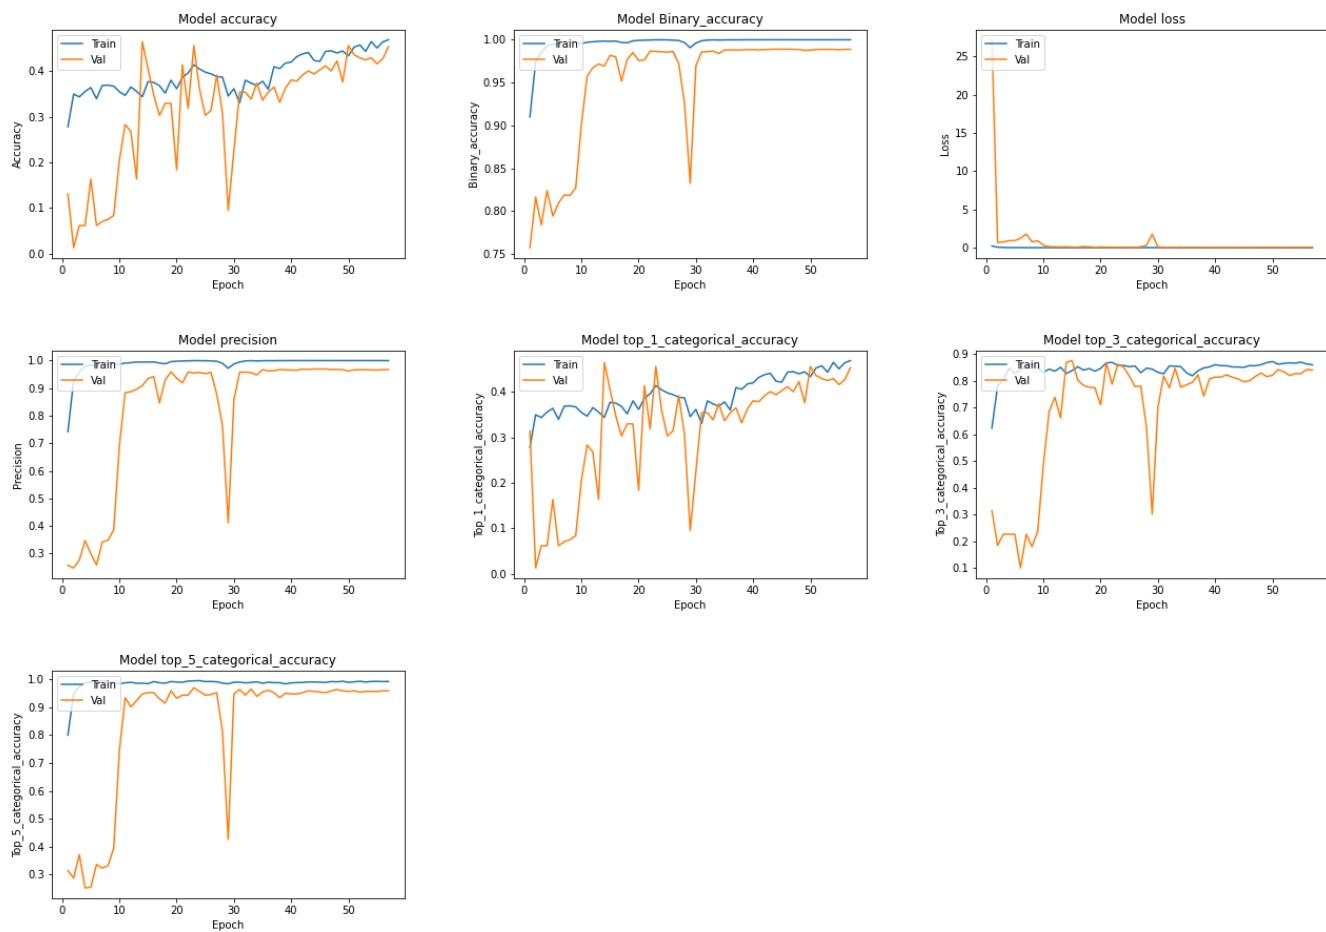 Model accuracy
Train
Val
0.4
0.3
0.2
0.1
0.0
Accuracy
0 10 20 30 40 50
Epoch
Model Binary_accuracy
Train
Val
1.00
0.95
0.90
0.85
0.80
0.75
Binary_accuracy
0 10 20 30 40 50
Epoch
Model loss
Train
Val
25
20
15
10
5
0
Loss
0 10 20 30 40 50
Epoch
Model precision
Train
Val
1.0
0.9
0.8
0.7
0.6
0.5
0.4
0.3
Precision
0 10 20 30 40 50
Epoch
Model top_1_categorical_accuracy
Train
Val
0.4
0.3
0.2
0.1
0.0
Top_1_categorical_accuracy
0 10 20 30 40 50
Epoch
Model top_3_categorical_accuracy
Train
Val
0.9
0.8
0.7
0.6
0.5
0.4
0.3
0.2
0.1
Top_3_categorical_accuracy
0 10 20 30 40 50
Epoch
Model top_5_categorical_accuracy
Train
Val
1.0
0.9
0.8
0.7
0.6
0.5
0.4
0.3
Top_5_categorical_accuracy
0 10 20 30 40 50
Epoch